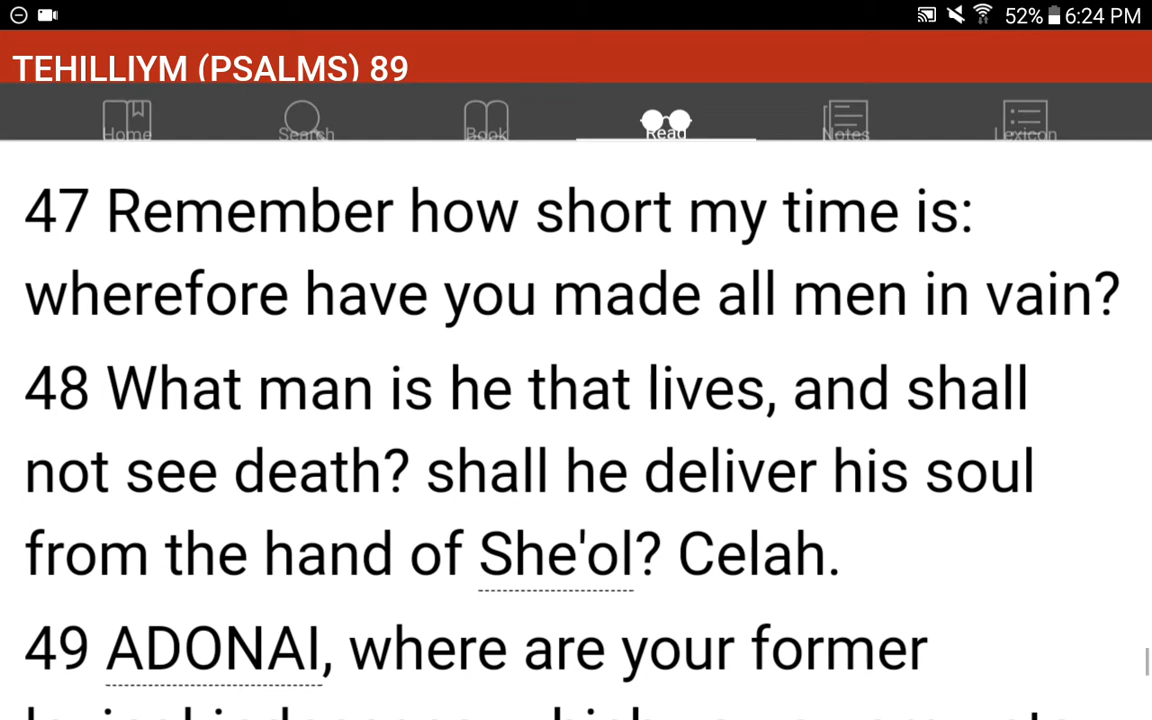 52% 6:24 PM
TEHILLIYM (PSALMS) 89
Home Search Book Read Notes Lexicon
47 Remember how short my time is:
wherefore have you made all men in vain?
48 What man is he that lives, and shall
not see death? shall he deliver his soul
from the hand of She'ol? Celah.
49 ADONAI, where are your former